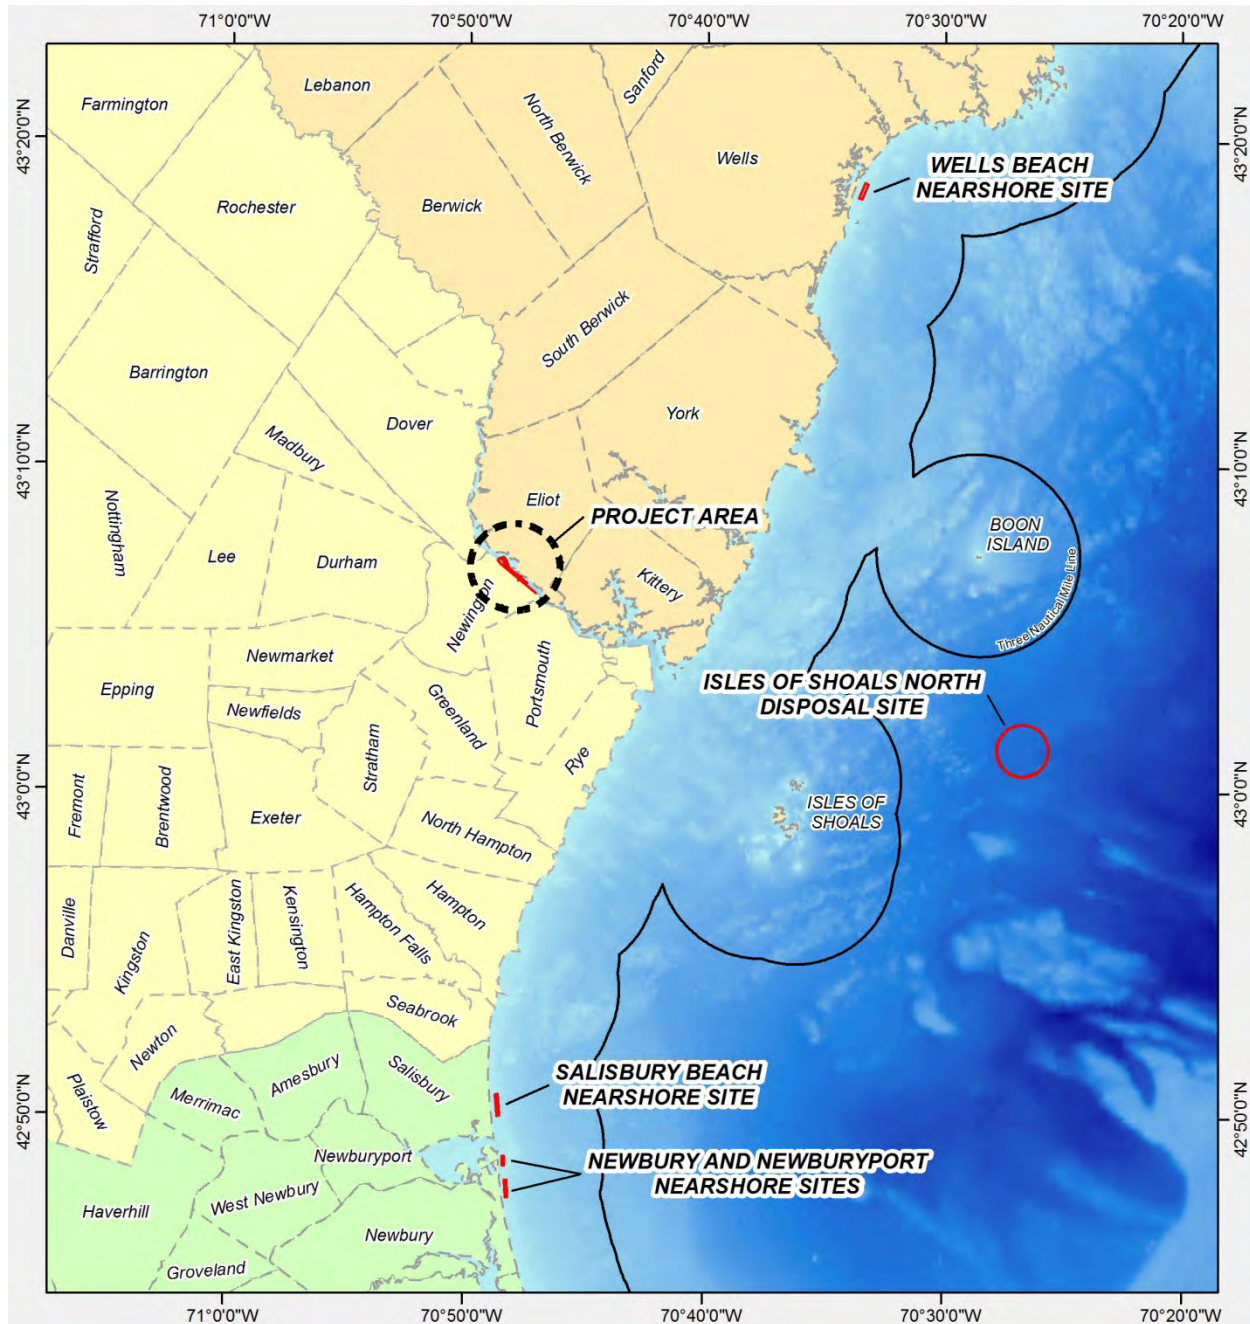 71°0'0"W
70°50'0"W
70°40'0"W
70°30'0"W
70°20'0"W
43°20'0"N
43°20'0"N
Farmington
Lebanon
North Berwick
Sanford
Wells
WELLS BEACH
NEARSHORE SITE
Strafford
Rochester
Berwick
South Berwick
Barrington
Dover
York
Madbury
43°10'0"N
43°10'0"N
Nottingham
Lee
Durham
Eliot
PROJECT AREA
BOON
ISLAND
Three Nautical Mile Line
Newington
Kittery
Epping
Newmarket
Newfields
Stratham
Greenland
Portsmouth
Rye
ISLES OF SHOALS NORTH
DISPOSAL SITE
43°0'0"N
43°0'0"N
Fremont
Brentwood
Exeter
North Hampton
ISLES OF
SHOALS
Danville
Kingston
East Kingston
Kensington
Hampton Falls
Hampton
Newton
Seabrook
Plaistow
Merrimac
Amesbury
Salisbury
SALISBURY BEACH
NEARSHORE SITE
42°50'0"N
42°50'0"N
Newburyport
NEWBURY AND NEWBURYPORT
NEARSHORE SITES
Haverhill
West Newbury
Newbury
Groveland
71°0'0"W
70°50'0"W
70°40'0"W
70°30'0"W
70°20'0"W